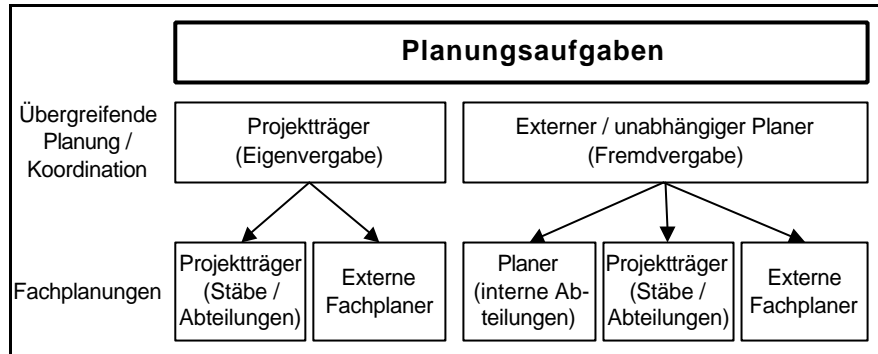 Planungsaufgaben
Übergreifende
Planung /
Koordination
Projektträger
(Eigenvergabe)
Externer / unabhängiger Planer
(Fremdvergabe)
Fachplanungen
Projektträger
(Stäbe /
Abteilungen)
Externe
Fachplaner
Planer
(interne Ab-
teilungen)
Projektträger
(Stäbe /
Abteilungen)
Externe
Fachplaner